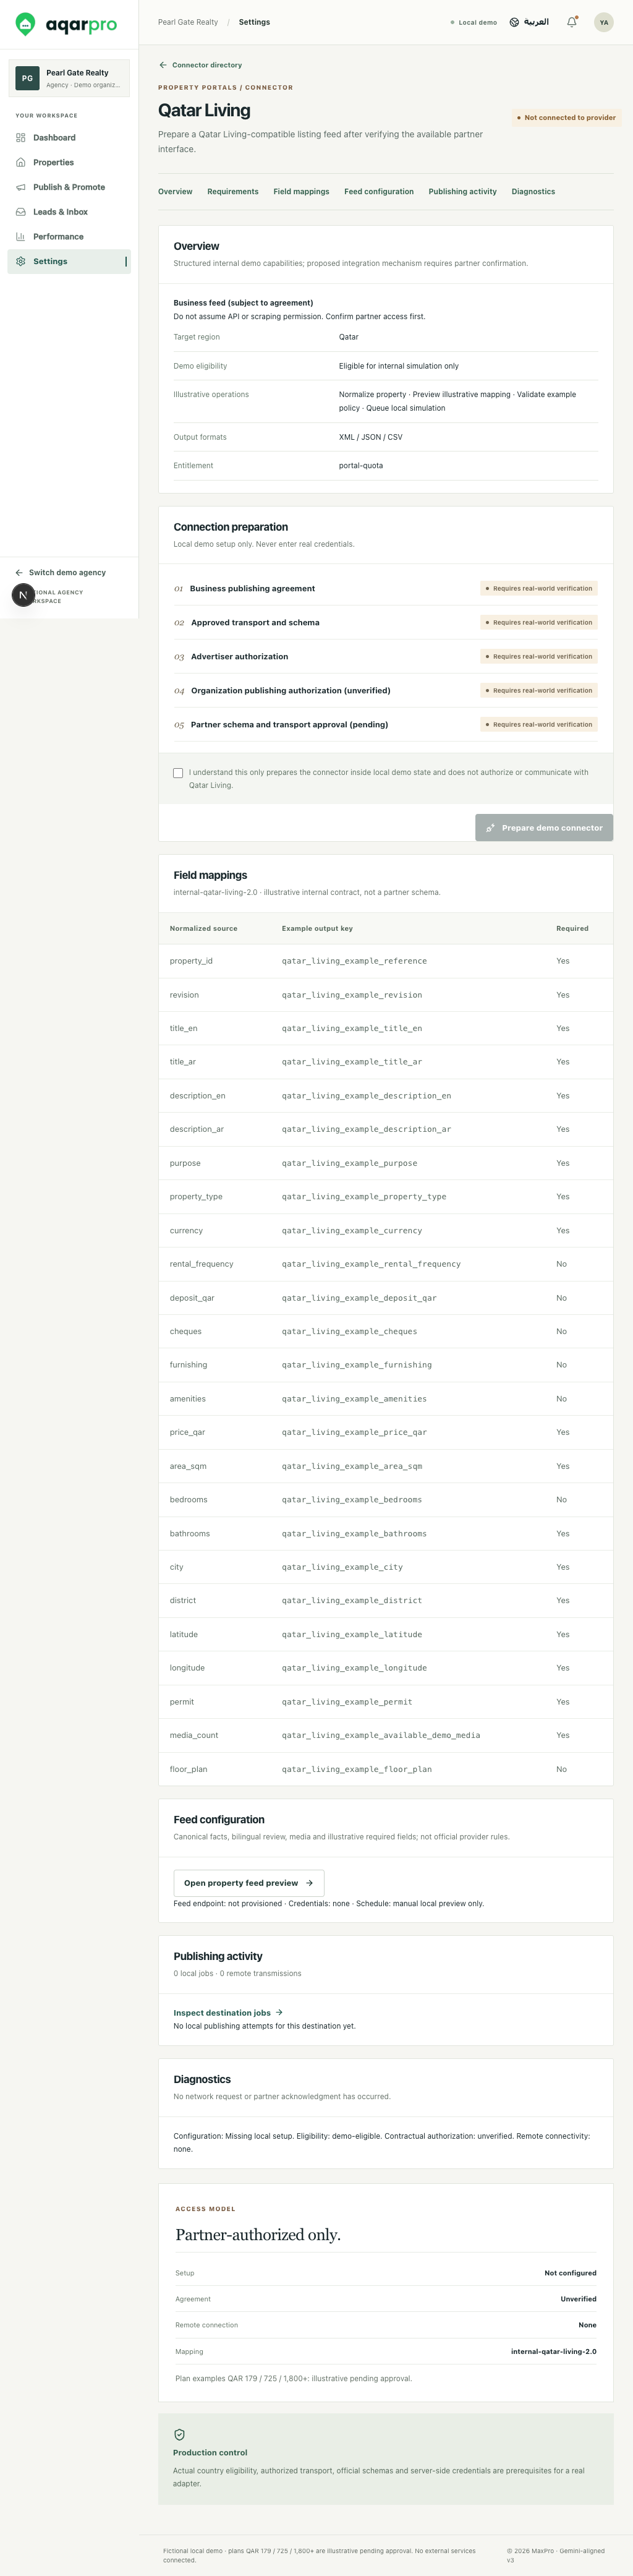 aqarpro
PG
Pearl Gate Realty
Agency · Demo organiz...
YOUR WORKSPACE
Dashboard
Properties
Publish & Promote
Leads & Inbox
Performance
Settings
Switch demo agency
N
IONAL AGENCY
RKSPACE
Pearl Gate Realty / Settings
Local demo
العربية
YA
Connector directory
PROPERTY PORTALS / CONNECTOR
Qatar Living
Prepare a Qatar Living-compatible listing feed after verifying the available partner
interface.
Not connected to provider
Overview Requirements Field mappings Feed configuration Publishing activity Diagnostics
Overview
Structured internal demo capabilities; proposed integration mechanism requires partner confirmation.
Business feed (subject to agreement)
Do not assume API or scraping permission. Confirm partner access first.
Target region Qatar
Demo eligibility Eligible for internal simulation only
Illustrative operations Normalize property · Preview illustrative mapping · Validate example
policy · Queue local simulation
Output formats XML / JSON / CSV
Entitlement portal-quota
Connection preparation
Local demo setup only. Never enter real credentials.
01 Business publishing agreement Requires real-world verification
02 Approved transport and schema Requires real-world verification
03 Advertiser authorization Requires real-world verification
04 Organization publishing authorization (unverified) Requires real-world verification
05 Partner schema and transport approval (pending) Requires real-world verification
I understand this only prepares the connector inside local demo state and does not authorize or communicate with
Qatar Living.
Prepare demo connector
Field mappings
internal-qatar-living-2.0 · illustrative internal contract, not a partner schema.
Normalized source Example output key Required
property_id qatar_living_example_reference Yes
revision qatar_living_example_revision Yes
title_en qatar_living_example_title_en Yes
title_ar qatar_living_example_title_ar Yes
description_en qatar_living_example_description_en Yes
description_ar qatar_living_example_description_ar Yes
purpose qatar_living_example_purpose Yes
property_type qatar_living_example_property_type Yes
currency qatar_living_example_currency Yes
rental_frequency qatar_living_example_rental_frequency No
deposit_qar qatar_living_example_deposit_qar No
cheques qatar_living_example_cheques No
furnishing qatar_living_example_furnishing No
amenities qatar_living_example_amenities No
price_qar qatar_living_example_price_qar Yes
area_sqm qatar_living_example_area_sqm Yes
bedrooms qatar_living_example_bedrooms No
bathrooms qatar_living_example_bathrooms Yes
city qatar_living_example_city Yes
district qatar_living_example_district Yes
latitude qatar_living_example_latitude Yes
longitude qatar_living_example_longitude Yes
permit qatar_living_example_permit Yes
media_count qatar_living_example_available_demo_media Yes
floor_plan qatar_living_example_floor_plan No
Feed configuration
Canonical facts, bilingual review, media and illustrative required fields; not official provider rules.
Open property feed preview
Feed endpoint: not provisioned · Credentials: none · Schedule: manual local preview only.
Publishing activity
0 local jobs · 0 remote transmissions
Inspect destination jobs
No local publishing attempts for this destination yet.
Diagnostics
No network request or partner acknowledgment has occurred.
Configuration: Missing local setup. Eligibility: demo-eligible. Contractual authorization: unverified. Remote connectivity:
none.
ACCESS MODEL
Partner-authorized only.
Setup Not configured
Agreement Unverified
Remote connection None
Mapping internal-qatar-living-2.0
Plan examples QAR 179 / 725 / 1,800+: illustrative pending approval.
Production control
Actual country eligibility, authorized transport, official schemas and server-side credentials are prerequisites for a real
adapter.
Fictional local demo · plans QAR 179 / 725 / 1,800+ are illustrative pending approval. No external services
connected.
© 2026 MaxPro · Gemini-aligned
v3